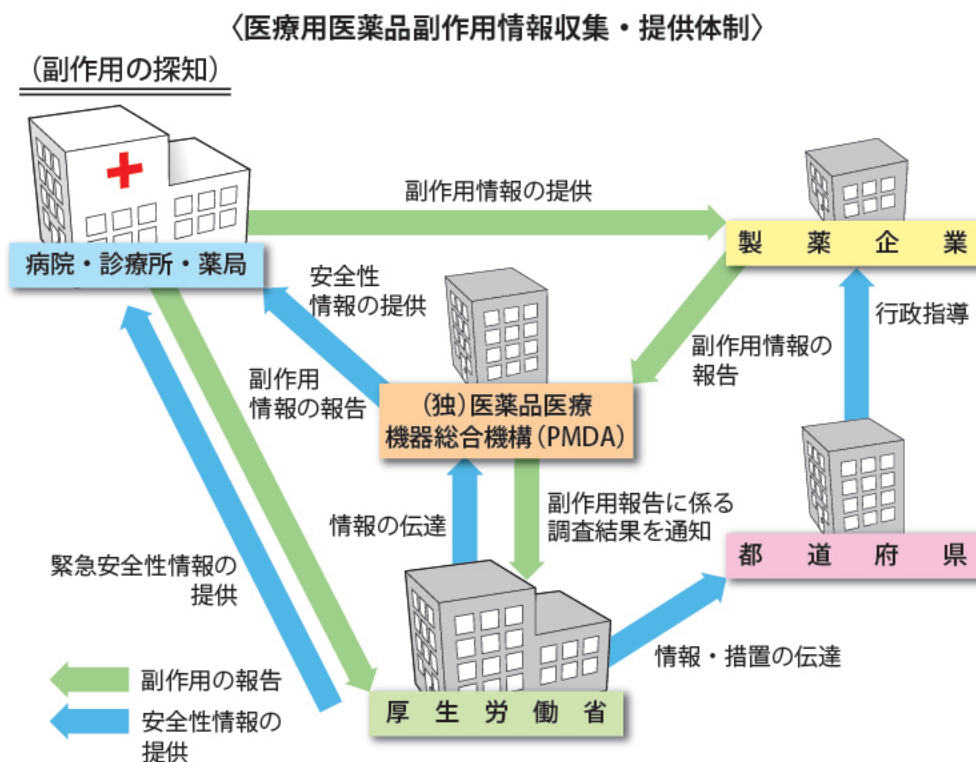 〈医療用医薬品副作用情報収集・提供体制〉
（副作用の探知）
副作用情報の提供
製薬企業
病院・診療所・薬局
安全性
情報の提供
行政指導
副作用情報の
報告
副作用
情報の報告
（独）医薬品医療
機器総合機構（PMDA）
情報の伝達
副作用報告に係る
調査結果を通知
都道府県
緊急安全性情報の
提供
情報・措置の伝達
副作用の報告
厚生労働省
安全性情報の
提供